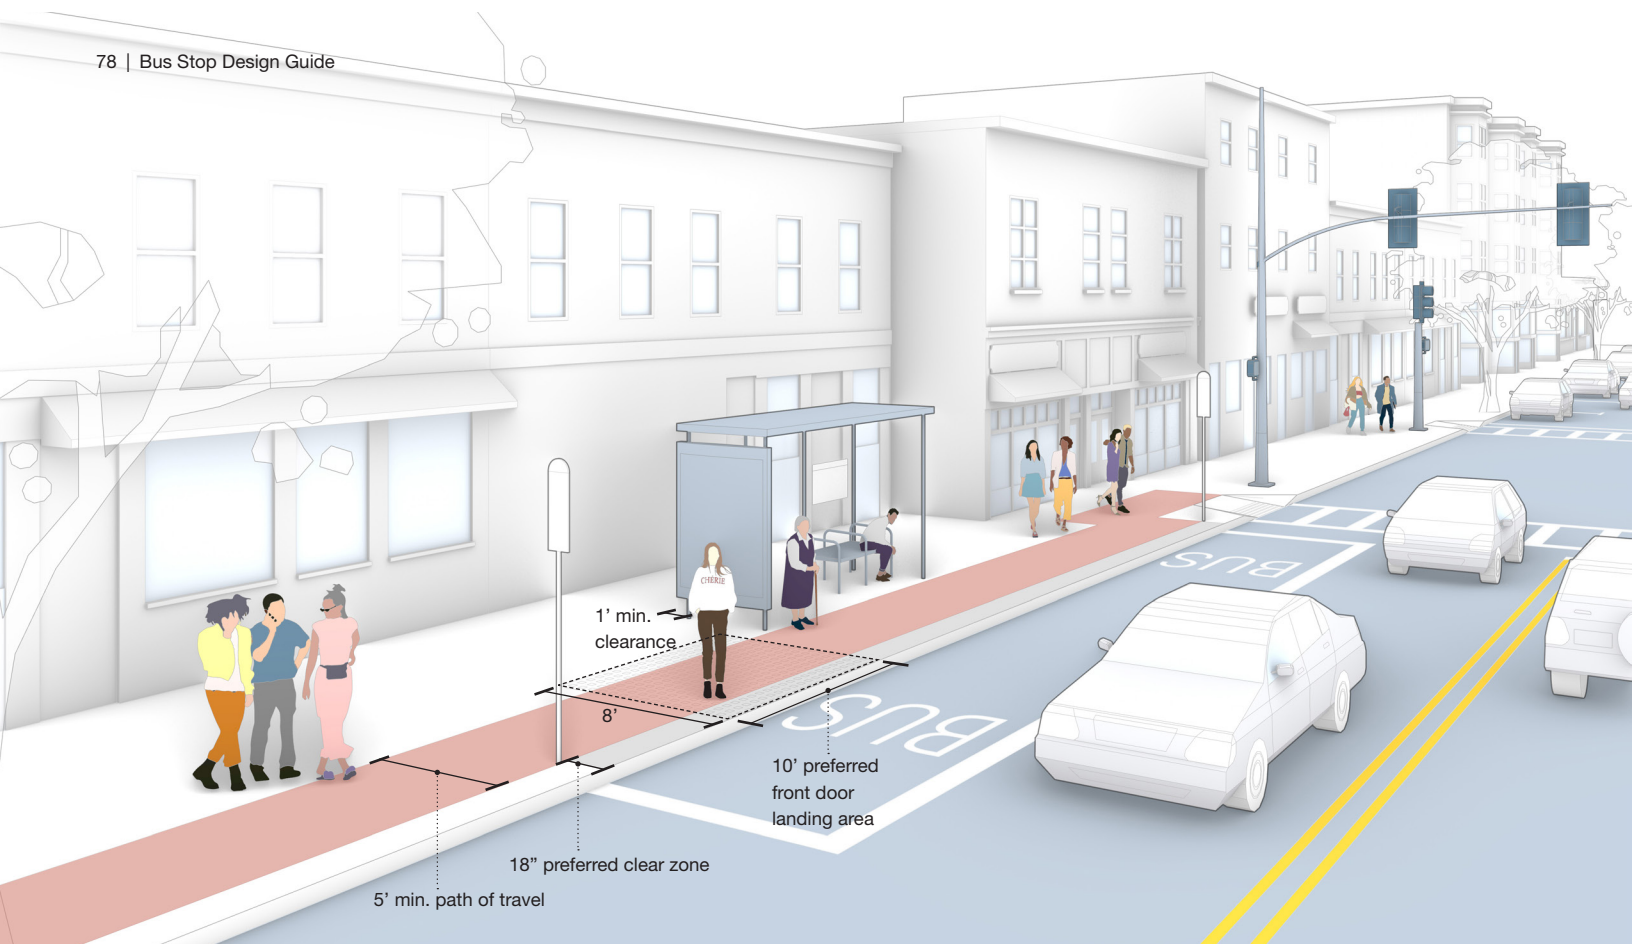 78 | Bus Stop Design Guide
CHÉRIE
1’ min.
clearance
8’
BUS
BUS
10’ preferred
front door
landing area
18” preferred clear zone
5’ min. path of travel